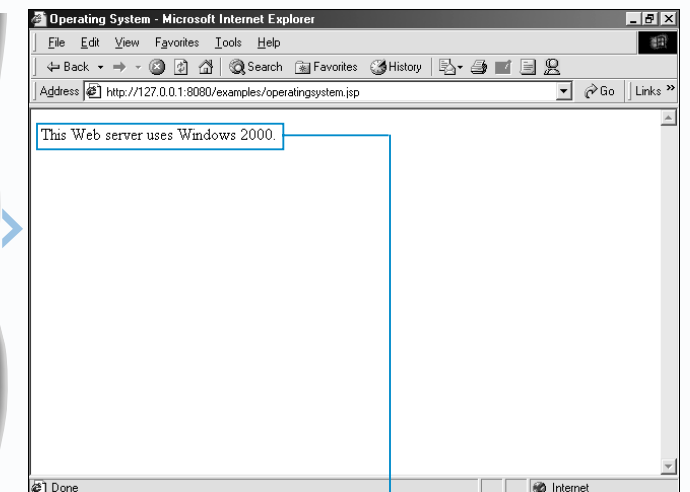 Operating System - Microsoft Internet Explorer
File Edit View Favorites Tools Help
Back Search Favorites History
Address http://127.0.0.1:8080/examples/operatingsystem.jsp Go Links »
This Web server uses Windows 2000.
Done Internet